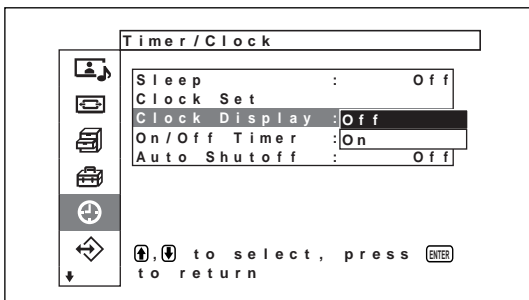 Timer/Clock
Sleep : Off
Clock Set
Clock Display : Off
On/Off Timer : On
Auto Shutoff : Off
, to select, press ENTER
to return